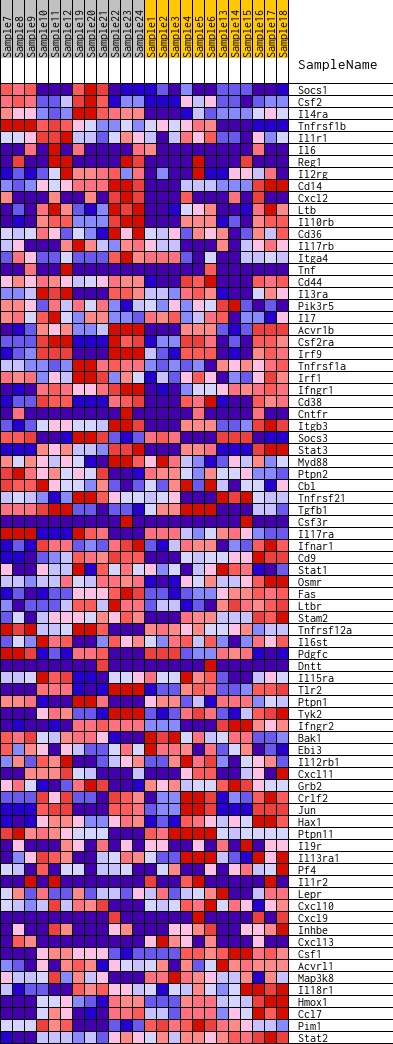 Sample7 Sample8 Sample9 Sample10 Sample11 Sample12 Sample19 Sample20 Sample21 Sample22 Sample23 Sample24 Sample1 Sample2 Sample3 Sample4 Sample5 Sample6 Sample13 Sample14 Sample15 Sample16 Sample17 Sample18
SampleName
Socs1
Csf2
Il4ra
Tnfrsf1b
Il1r1
Il6
Reg1
Il2rg
Cd14
Cxcl2
Ltb
Il10rb
Cd36
Il17rb
Itga4
Tnf
Cd44
Il3ra
Pik3r5
Il7
Acvr1b
Csf2ra
Irf9
Tnfrsf1a
Irf1
Ifngr1
Cd38
Cntfr
Itgb3
Socs3
Stat3
Myd88
Ptpn2
Cbl
Tnfrsf21
Tgfb1
Csf3r
Il17ra
Ifnar1
Cd9
Stat1
Osmr
Fas
Ltbr
Stam2
Tnfrsf12a
Il6st
Pdgfc
Dntt
Il15ra
Tlr2
Ptpn1
Tyk2
Ifngr2
Bak1
Ebi3
Il12rb1
Cxcl11
Grb2
Crlf2
Jun
Hax1
Ptpn11
Il9r
Il13ra1
Pf4
Il1r2
Lepr
Cxcl10
Cxcl9
Inhbe
Cxcl13
Csf1
Acvrl1
Map3k8
Il18r1
Hmox1
Ccl7
Pim1
Stat2